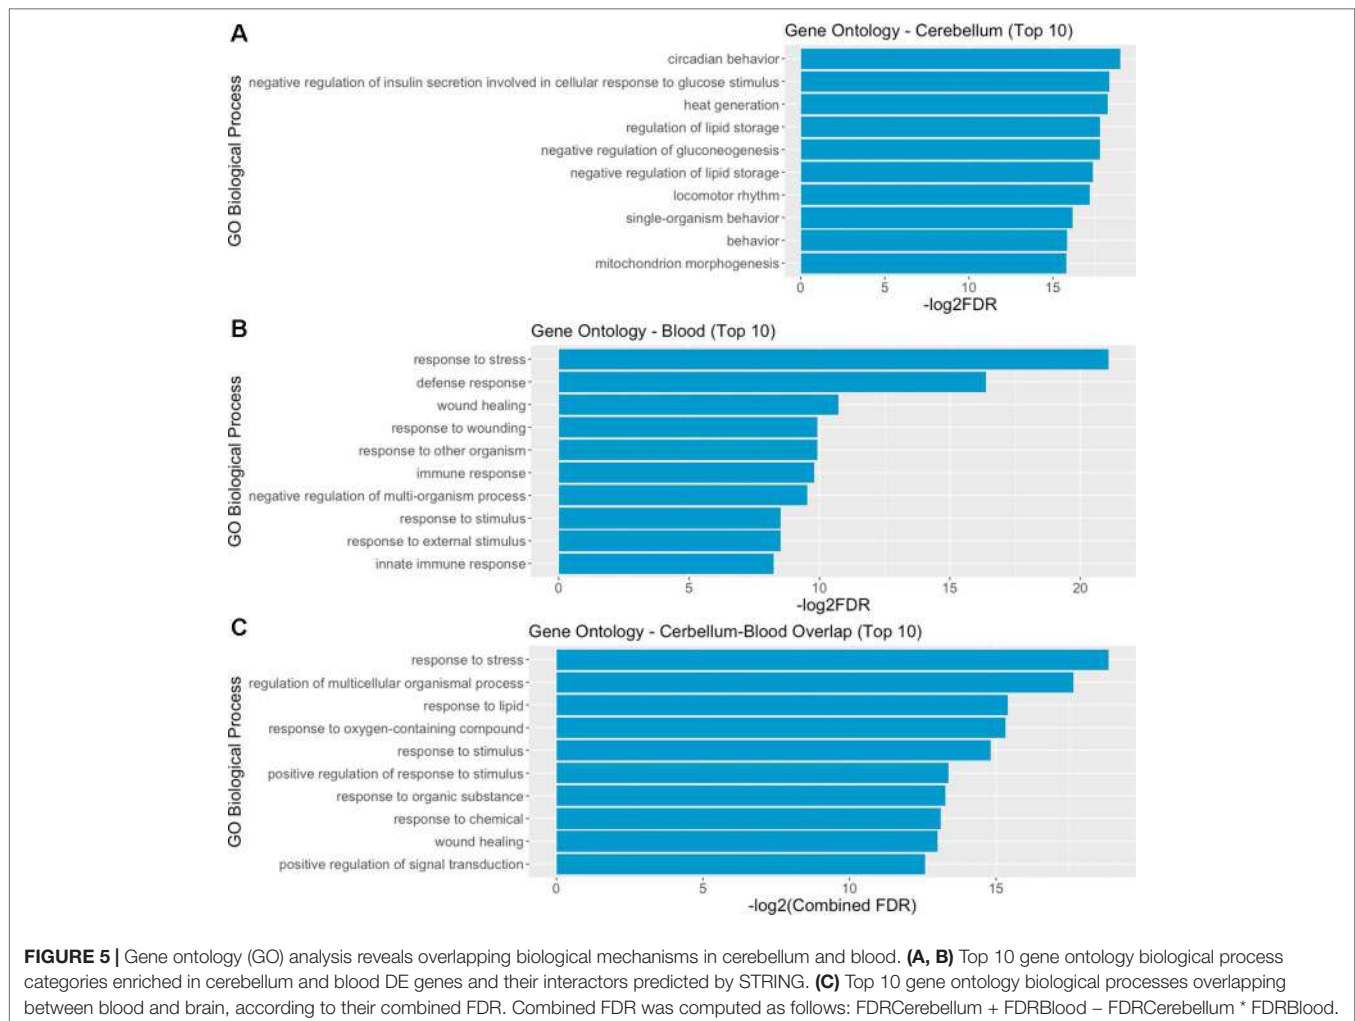 A
Gene Ontology - Cerebellum (Top 10)
GO Biological Process
circadian behavior
negative regulation of insulin secretion involved in cellular response to glucose stimulus
heat generation
regulation of lipid storage
negative regulation of gluconeogenesis
negative regulation of lipid storage
locomotor rhythm
single-organism behavior
behavior
mitochondrion morphogenesis
0 5 10 15
-log2FDR
B
Gene Ontology - Blood (Top 10)
GO Biological Process
response to stress
defense response
wound healing
response to wounding
response to other organism
immune response
negative regulation of multi-organism process
response to stimulus
response to external stimulus
innate immune response
0 5 10 15 20
-log2FDR
C
Gene Ontology - Cerbellum-Blood Overlap (Top 10)
GO Biological Process
response to stress
regulation of multicellular organismal process
response to lipid
response to oxygen-containing compound
response to stimulus
positive regulation of response to stimulus
response to organic substance
response to chemical
wound healing
positive regulation of signal transduction
0 5 10 15
-log2(Combined FDR)
FIGURE 5 | Gene ontology (GO) analysis reveals overlapping biological mechanisms in cerebellum and blood. (A, B) Top 10 gene ontology biological process
categories enriched in cerebellum and blood DE genes and their interactors predicted by STRING. (C) Top 10 gene ontology biological processes overlapping
between blood and brain, according to their combined FDR. Combined FDR was computed as follows: FDRCerebellum + FDRBlood – FDRCerebellum * FDRBlood.